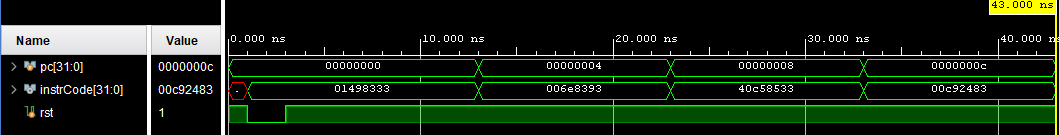 43.000 ns
Name Value 0.000 ns 10.000 ns 20.000 ns 30.000 ns 40.000 ns
pc[31:0] 0000000c 00000000 00000004 00000008 0000000c
instrCode[31:0] 00c92483 . 01498333 006e8393 40c58533 00c92483
rst 1